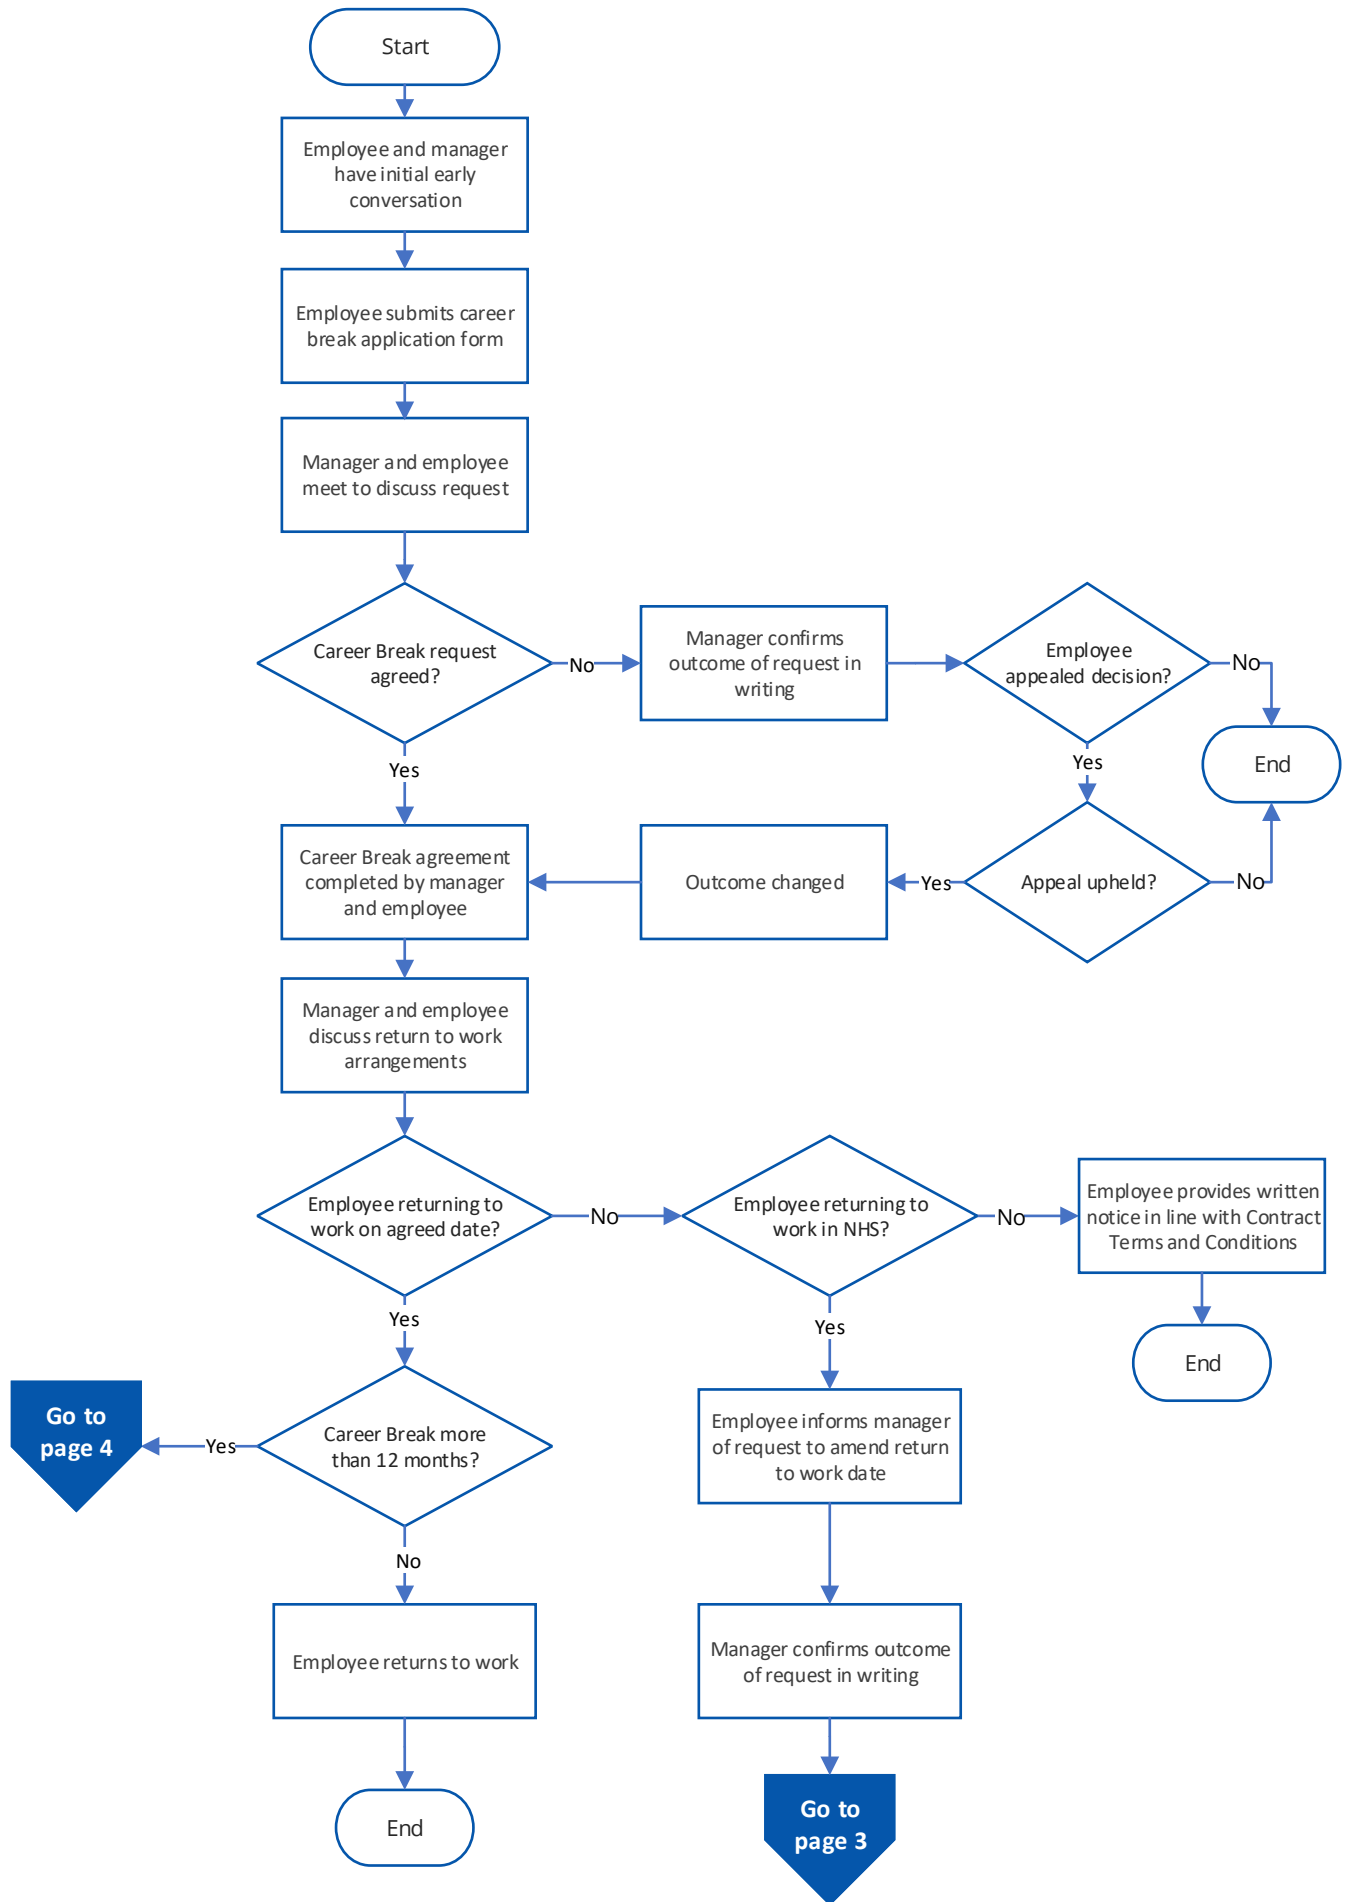 Start
Employee and manager
have initial early
conversation
Employee submits career
break application form
Manager and employee
meet to discuss request
Career Break request
agreed?
No
Manager confirms
outcome of request in
writing
Employee
appealed decision?
No
End
Yes
Yes
Career Break agreement
completed by manager
and employee
Outcome changed
Yes
Appeal upheld?
No
Manager and employee
discuss return to work
arrangements
Employee returning to
work on agreed date?
No
Employee returning to
work in NHS?
No
Employee provides written
notice in line with Contract
Terms and Conditions
Yes
Yes
End
Go to
page 4
Yes
Career Break more
than 12 months?
Employee informs manager
of request to amend return
to work date
No
Employee returns to work
Manager confirms outcome
of request in writing
End
Go to
page 3